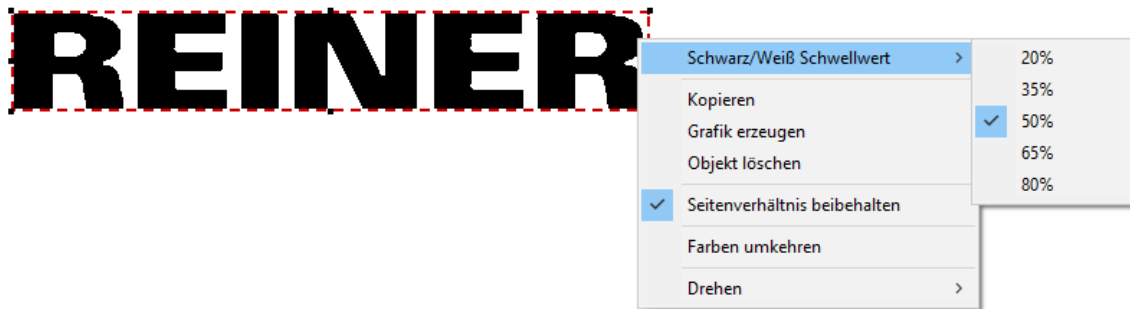 REINER
Schwarz/Weiß Schwellwert
Kopieren
Grafik erzeugen
Objekt löschen
Seitenverhältnis beibehalten
Farben umkehren
Drehen
20%
35%
50%
65%
80%